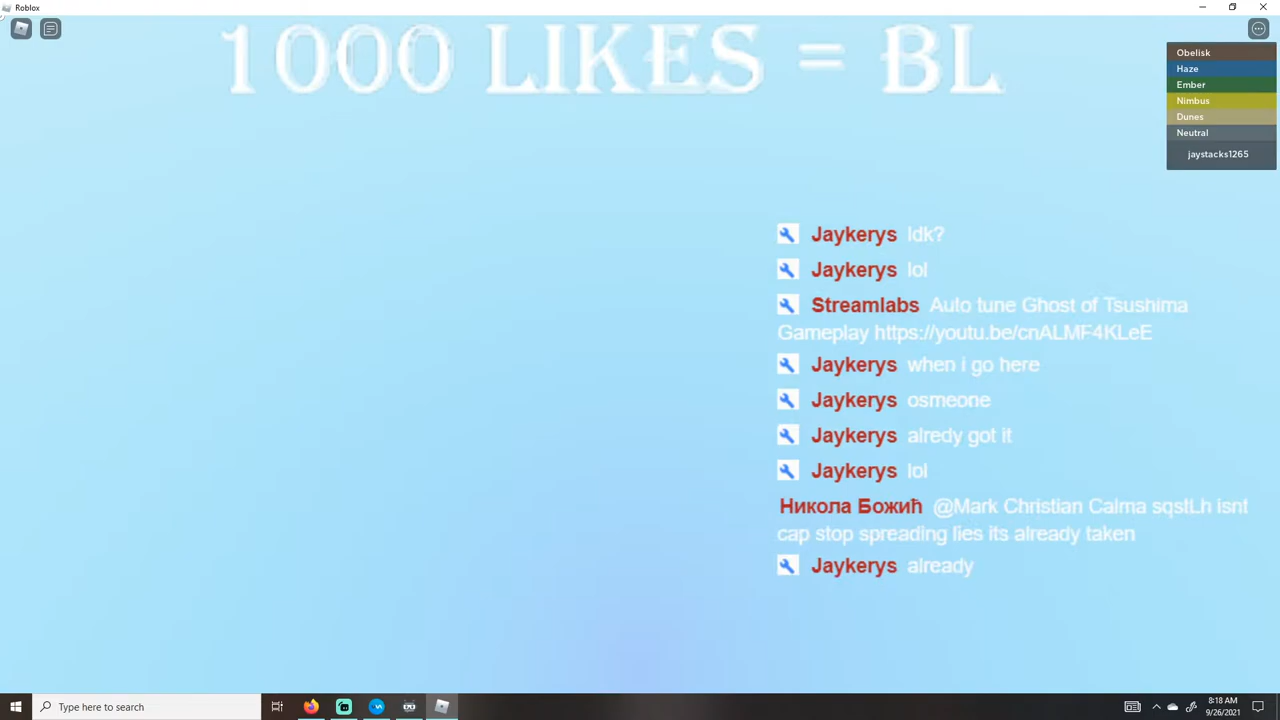 Roblox
1000 LIKES = BL
Obelisk
Haze
Ember
Nimbus
Dunes
Neutral
jaystacks1265
Jaykerys Idk?
Jaykerys lol
Streamlabs Auto tune Ghost of Tsushima
Gameplay https://youtu.be/cnALMF4KLeE
Jaykerys when i go here
Jaykerys osmeone
Jaykerys alredy got it
Jaykerys lol
Никола Божић @Mark Christian Calma sqstLh isnt
cap stop spreading lies its already taken
Jaykerys already
Type here to search
8:18 AM
9/26/2021